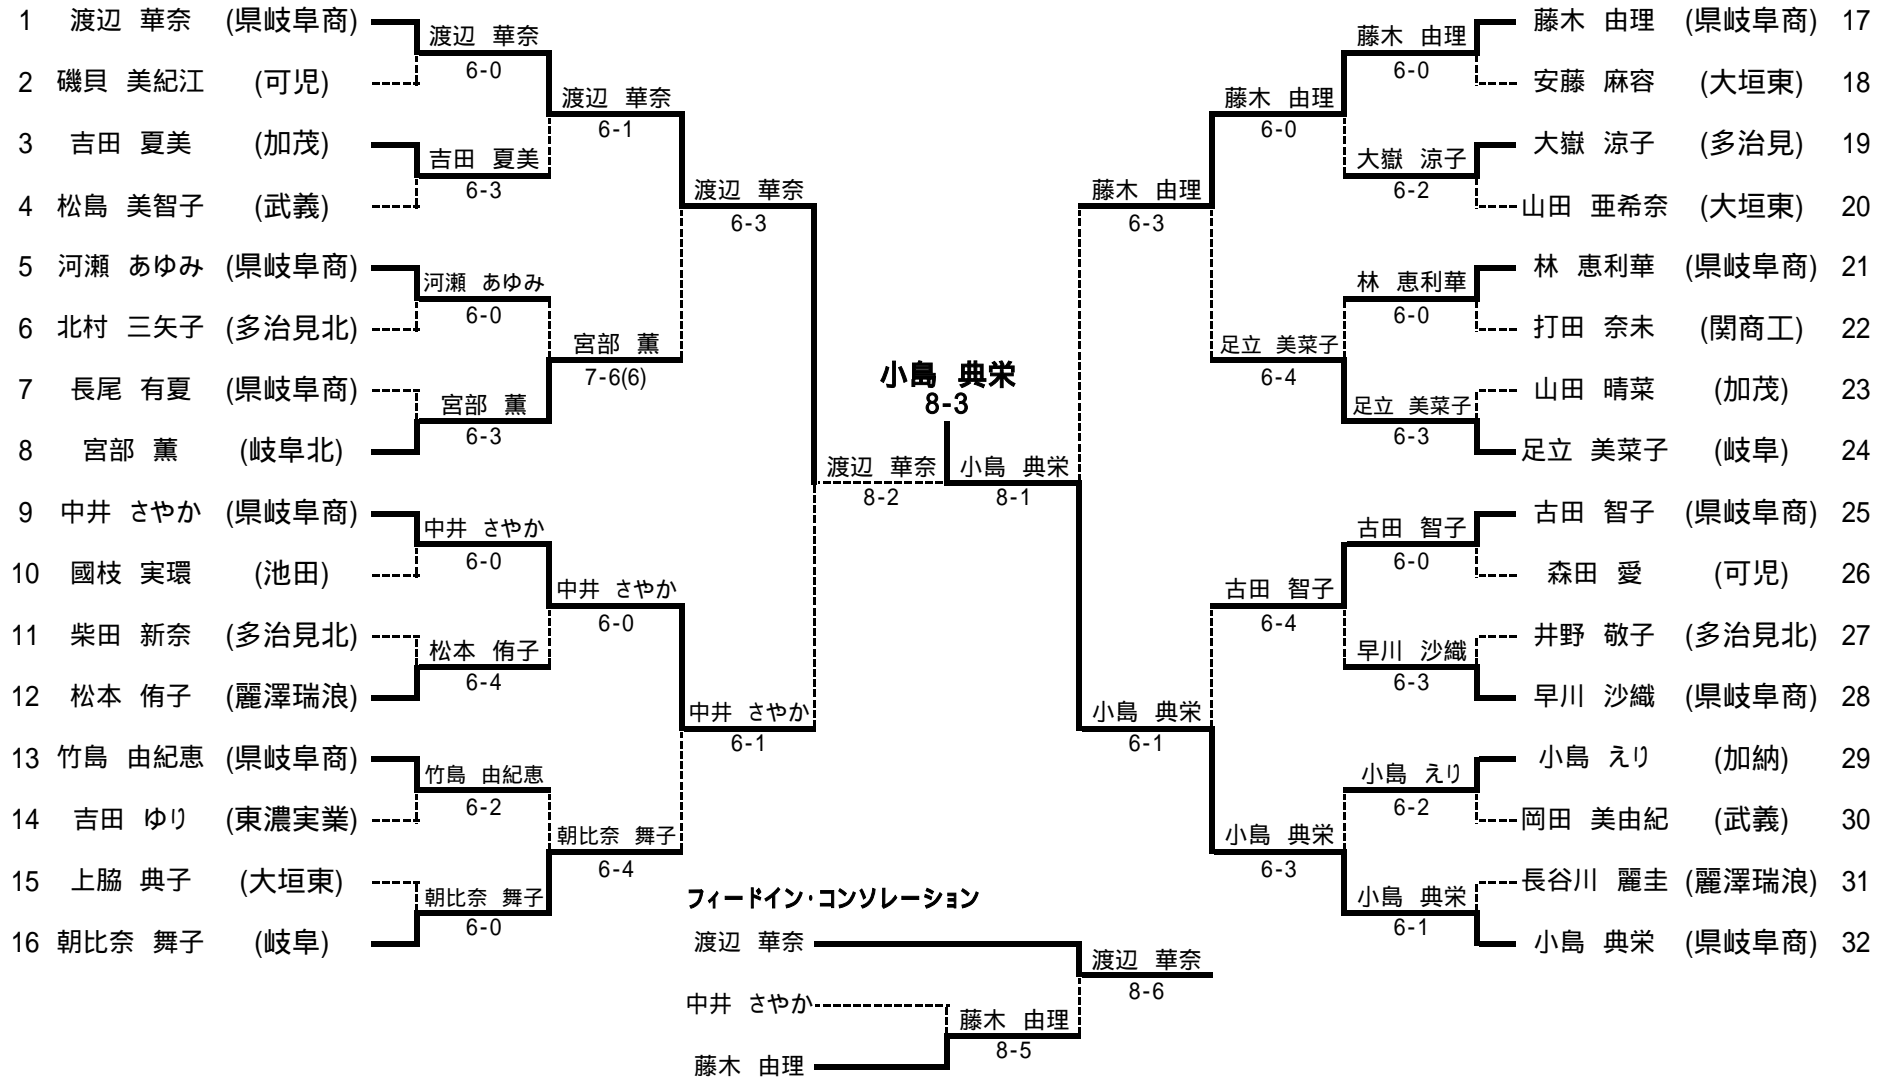 1 渡辺 華奈 (県岐阜商)
2 磯貝 美紀江 (可児)
3 吉田 夏美 (加茂)
4 松島 美智子 (武義)
5 河瀬 あゆみ (県岐阜商)
6 北村 三矢子 (多治見北)
7 長尾 有夏 (県岐阜商)
8 宮部 薫 (岐阜北)
9 中井 さやか (県岐阜商)
10 國枝 実環 (池田)
11 柴田 新奈 (多治見北)
12 松本 侑子 (麗澤瑞浪)
13 竹島 由紀恵 (県岐阜商)
14 吉田 ゆり (東濃実業)
15 上脇 典子 (大垣東)
16 朝比奈 舞子 (岐阜)
渡辺 華奈
6-0
吉田 夏美
6-3
河瀬 あゆみ
6-0
宮部 薫
6-3
中井 さやか
6-0
松本 侑子
6-4
竹島 由紀恵
6-2
朝比奈 舞子
6-0
渡辺 華奈
6-1
宮部 薫
7-6(6)
中井 さやか
6-0
朝比奈 舞子
6-4
渡辺 華奈
6-3
中井 さやか
6-1
渡辺 華奈
8-2
小島 典栄
8-3
小島 典栄
8-1
藤木 由理
6-3
小島 典栄
6-1
藤木 由理
6-0
足立 美菜子
6-4
古田 智子
6-4
小島 典栄
6-3
藤木 由理
6-0
大嶽 涼子
6-2
林 恵利華
6-0
足立 美菜子
6-3
古田 智子
6-0
早川 沙織
6-3
小島 えり
6-2
小島 典栄
6-1
藤木 由理 (県岐阜商) 17
安藤 麻容 (大垣東) 18
大嶽 涼子 (多治見) 19
山田 亜希奈 (大垣東) 20
林 恵利華 (県岐阜商) 21
打田 奈未 (関商工) 22
山田 晴菜 (加茂) 23
足立 美菜子 (岐阜) 24
古田 智子 (県岐阜商) 25
森田 愛 (可児) 26
井野 敬子 (多治見北) 27
早川 沙織 (県岐阜商) 28
小島 えり (加納) 29
岡田 美由紀 (武義) 30
長谷川 麗圭 (麗澤瑞浪) 31
小島 典栄 (県岐阜商) 32
フィードイン・コンソレーション
渡辺 華奈
中井 さやか
藤木 由理
藤木 由理
8-5
渡辺 華奈
8-6